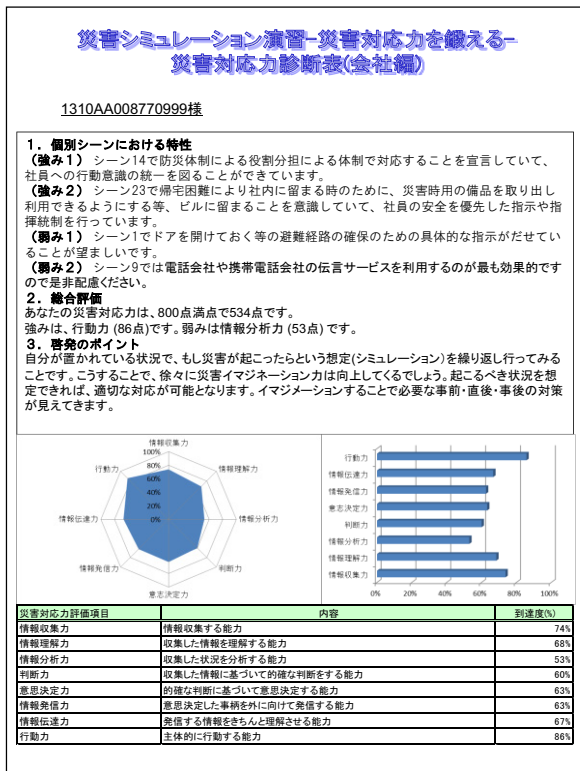 災害シミュレーション演習-災害対応力を鍛える-
災害対応力診断表(会社編)
1310AA008770999様
1. 個別シーンにおける特性
(強み1) シーン14で防災体制による役割分担による体制で対応することを宣言していて、
社員への行動意識の統一を図ることができています。
(強み2) シーン23で帰宅困難により社内に留まる時のために、災害時用の備品を取り出し
利用できるようにする等、ビルに留まることを意識していて、社員の安全を優先した指示や指
揮統制を行っています。
(弱み1) シーン1でドアを開けておく等の避難経路の確保のための具体的な指示がだせてい
ることが望ましいです。
(弱み2) シーン9では電話会社や携帯電話会社の伝言サービスを利用するのが最も効果的です
ので是非配慮ください。
2. 総合評価
あなたの災害対応力は、800点満点で534点です。
強みは、行動力 (86点)です。弱みは情報分析力 (53点) です。
3. 啓発のポイント
自分が置かれている状況で、もし災害が起こったらという想定(シミュレーション)を繰り返し行ってみる
ことです。こうすることで、徐々に災害イマジネーション力は向上してくるでしょう。起こるべき状況を想
定できれば、適切な対応が可能となります。イマジメーションすることで必要な事前・直後・事後の対策
が見えてきます。
情報収集力
100%
80%
60%
40%
20%
0%
情報理解力
情報分析力
判断力
意志決定力
情報発信力
情報伝達力
行動力
行動力
情報伝達力
情報発信力
意志決定力
判断力
情報分析力
情報理解力
情報収集力
0% 20% 40% 60% 80% 100%
災害対応力評価項目 内容 到達度(%)
情報収集力 情報収集する能力 74%
情報理解力 収集した情報を理解する能力 68%
情報分析力 収集した状況を分析する能力 53%
判断力 収集した情報に基づいて的確な判断をする能力 60%
意思決定力 的確な判断に基づいて意思決定する能力 63%
情報発信力 意思決定した事柄を外に向けて発信する能力 63%
情報伝達力 発信する情報をきちんと理解させる能力 67%
行動力 主体的に行動する能力 86%